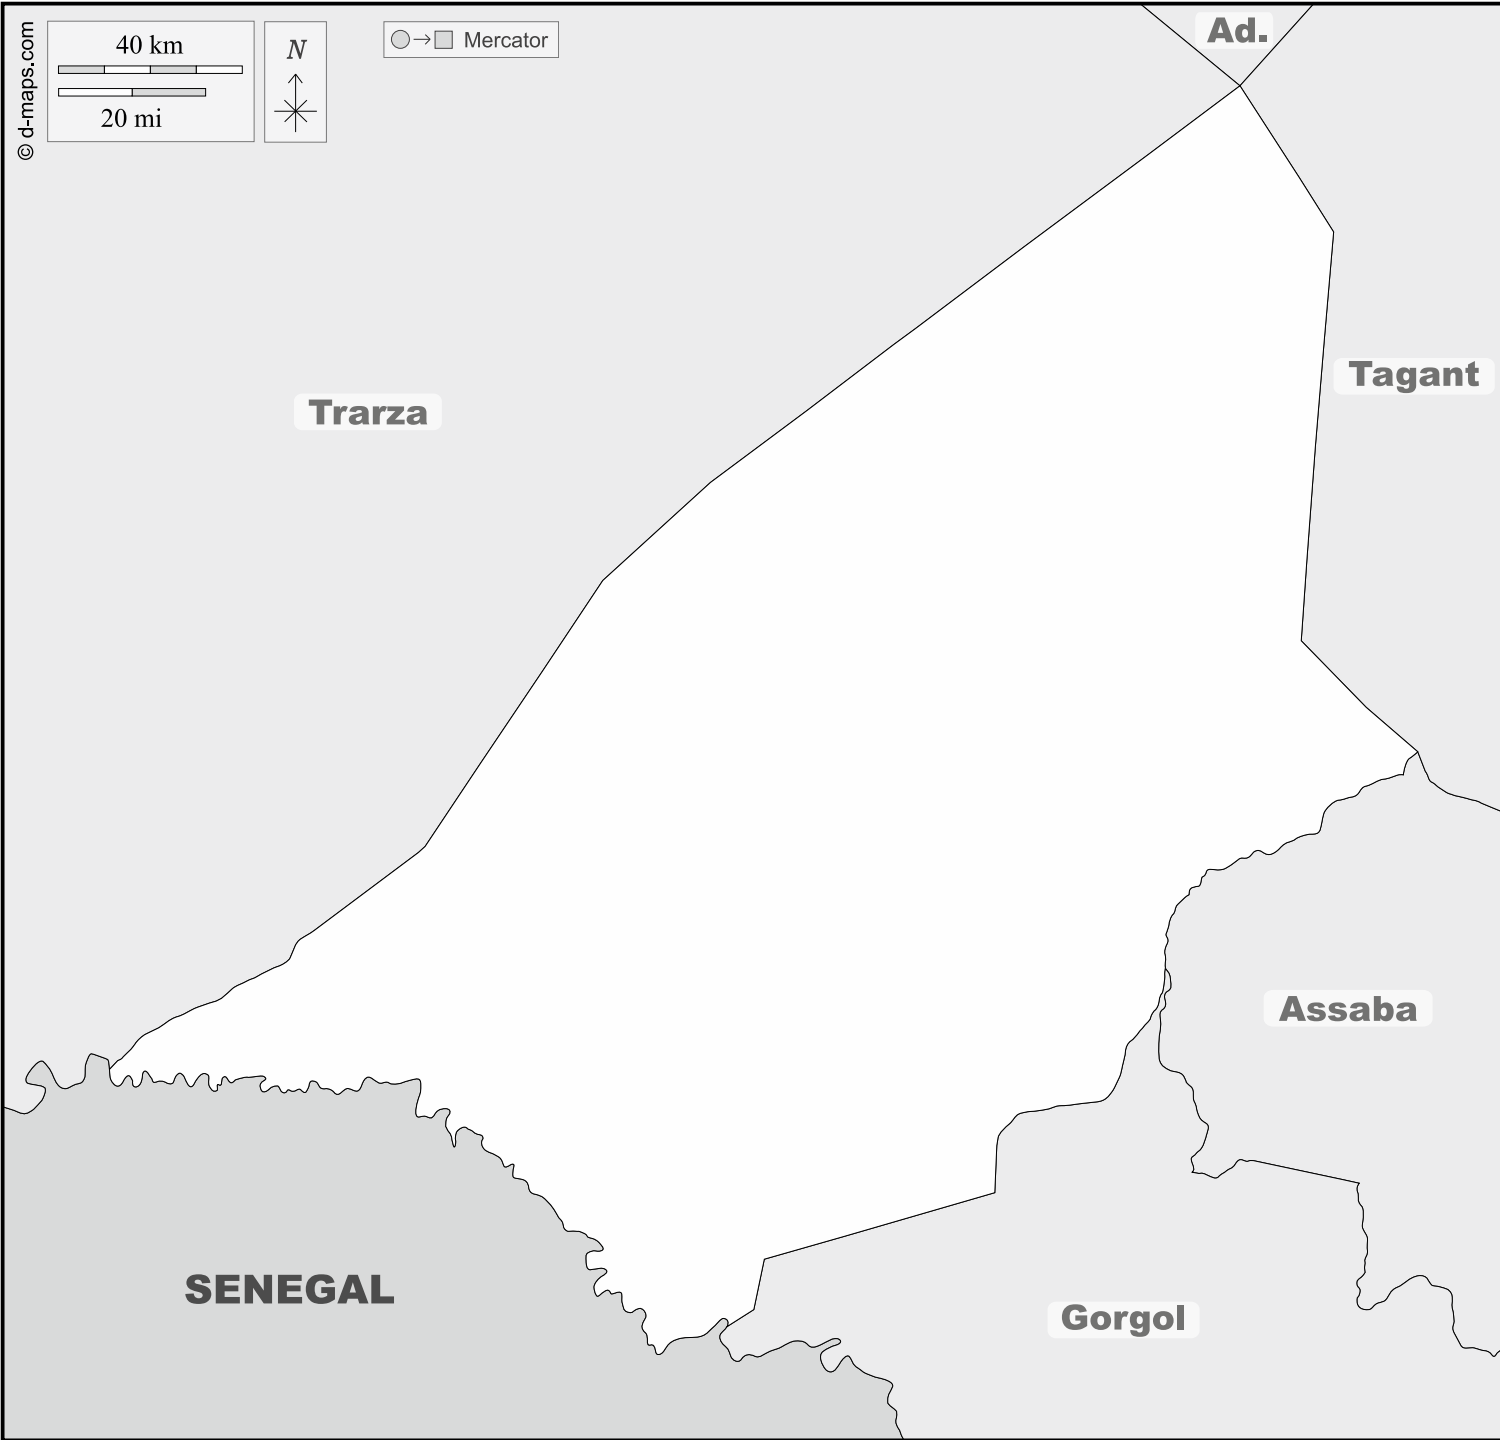 © d-maps.com
40 km
20 mi
N
Mercator
Ad.
Tagant
Trarza
Assaba
SENEGAL
Gorgol